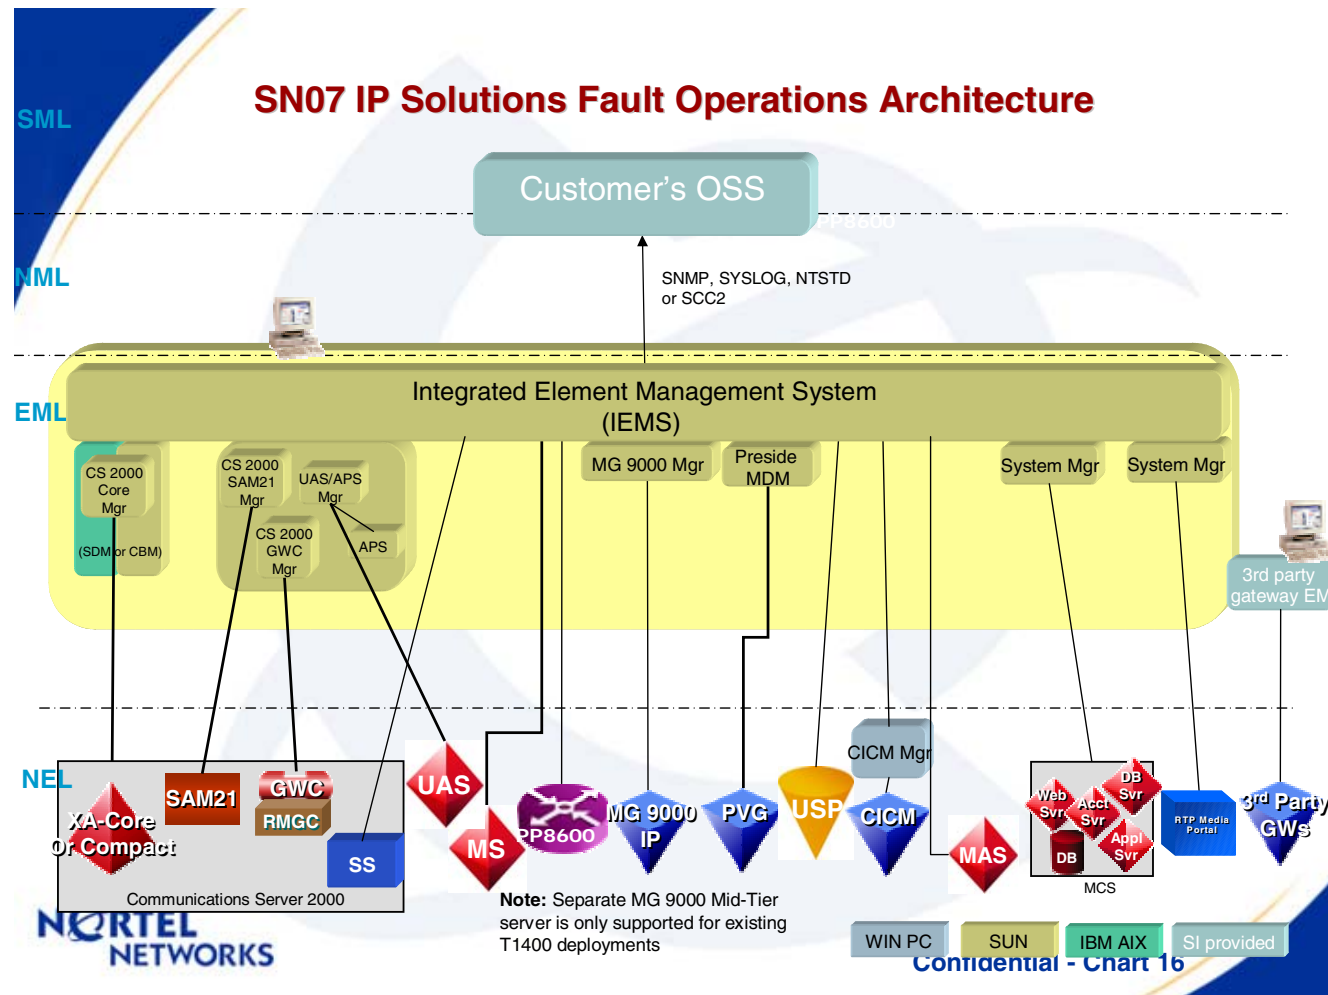 SN07 IP Solutions Fault Operations Architecture
SML
Customer's OSS
PP8600
NML
SNMP, SYSLOG, NTSTD
or SCC2
EML
Integrated Element Management System
(IEMS)
CS 2000
Core
Mgr
(SDM or CBM)
CS 2000
SAM21
Mgr
UAS/APS
Mgr
CS 2000
GWC
Mgr
APS
MG 9000 Mgr
Preside
MDM
System Mgr
System Mgr
3rd party
gateway EM
NEL
XA-Core
Or Compact
SAM21
GWC
RMGC
SS
Communications Server 2000
UAS
MS
PP8600
MG 9000
IP
PVG
USP
CICM Mgr
CICM
MAS
Web
Svr
Acct
Svr
DB
Svr
DB
Appl
Svr
MCS
RTP Media
Portal
3rd Party
GWs
Note: Separate MG 9000 Mid-Tier
server is only supported for existing
T1400 deployments
NORTEL
NETWORKS
WIN PC
SUN
IBM AIX
SI provided
Confidential - Chart 16